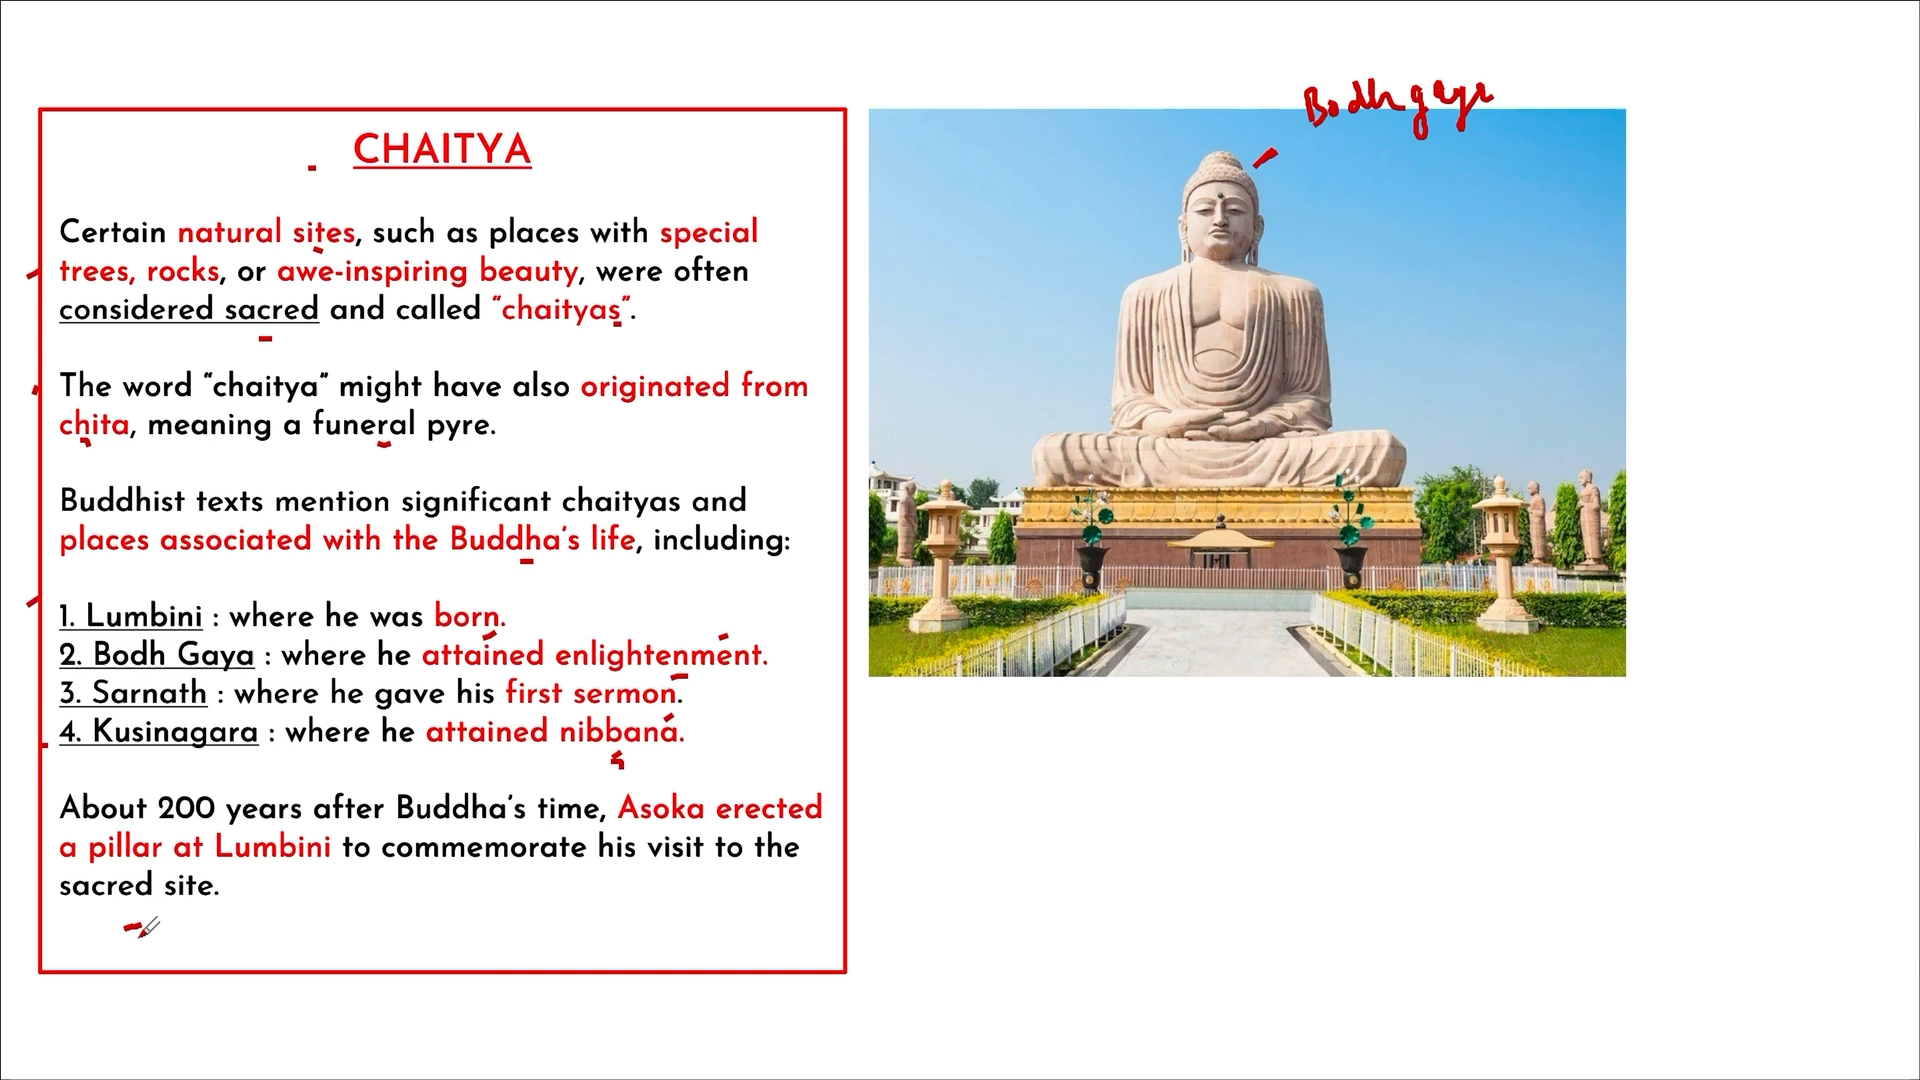 CHAITYA
Certain natural sites, such as places with special
trees, rocks, or awe-inspiring beauty, were often
considered sacred and called “chaityas”.
The word “chaitya” might have also originated from
chita, meaning a funeral pyre.
Buddhist texts mention significant chaityas and
places associated with the Buddha’s life, including:
1. Lumbini : where he was born.
2. Bodh Gaya : where he attained enlightenment.
3. Sarnath : where he gave his first sermon.
4. Kusinagara : where he attained nibbana.
About 200 years after Buddha’s time, Asoka erected
a pillar at Lumbini to commemorate his visit to the
sacred site.
Bodh gaya